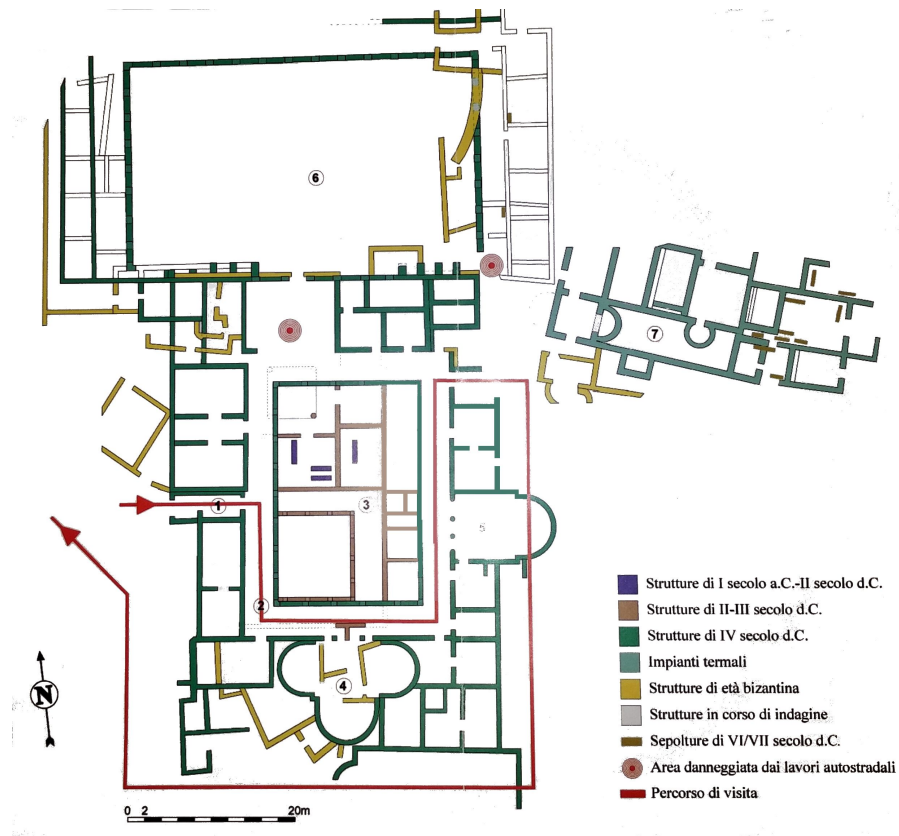 6
7
1
3
5
2
4
N
0 2 20m
Strutture di I secolo a.C.-II secolo d.C.
Strutture di II-III secolo d.C.
Strutture di IV secolo d.C.
Impianti termali
Strutture di età bizantina
Strutture in corso di indagine
Sepolture di VI/VII secolo d.C.
Area danneggiata dai lavori autostradali
Percorso di visita